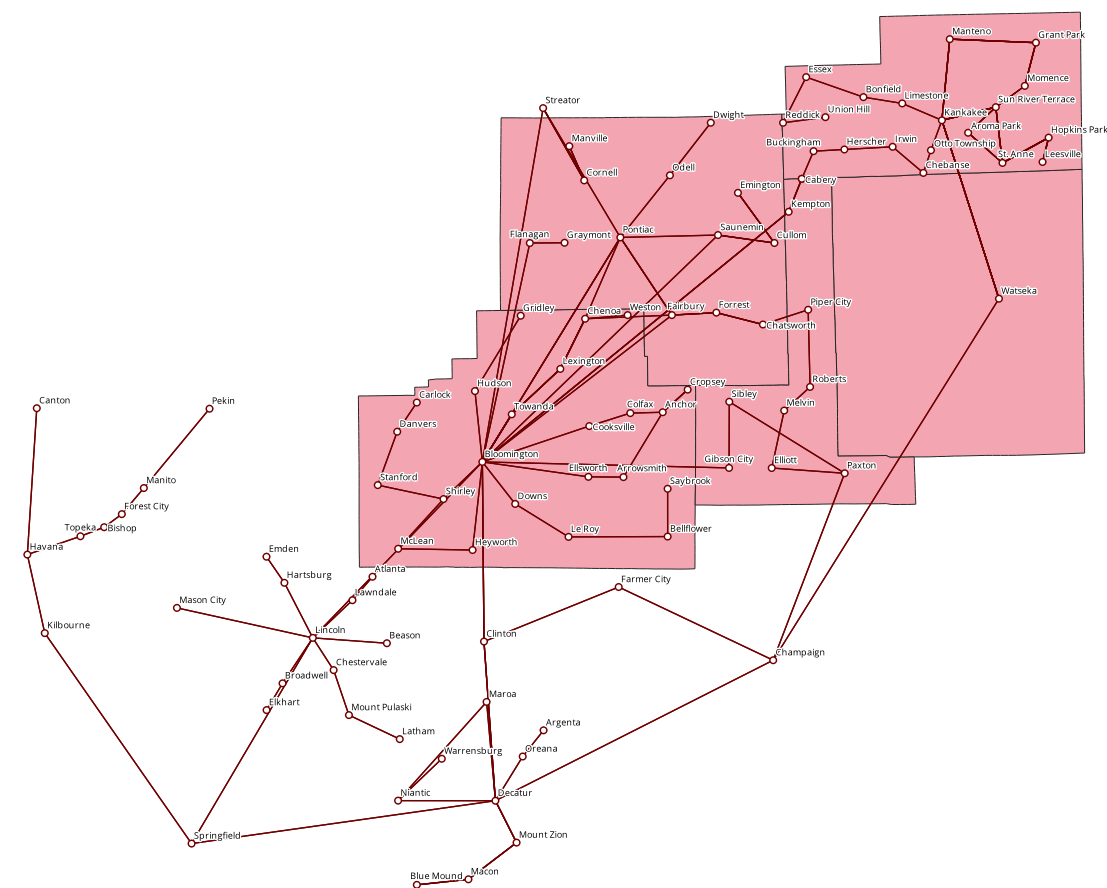 Manteno
Grant Park
Essex
Momence
Bonfield
Limestone
Sun River Terrace
Streator
Dwight
Reddick
Union Hill
Kankakee
Aroma Park
Hopkins Park
Manville
Buckingham
Herscher
Irwin
Otto Township
St. Anne
Leesville
Cornell
Odell
Chebanse
Emington
Cabery
Kempton
Flanagan
Graymont
Pontiac
Saunemin
Cullom
Watseka
Gridley
Chenoa
Weston
Fairbury
Forrest
Piper City
Chatsworth
Lexington
Hudson
Cropsey
Roberts
Carlock
Towanda
Colfax
Anchor
Sibley
Melvin
Canton
Pekin
Danvers
Cooksville
Bloomington
Ellsworth
Arrowsmith
Gibson City
Elliott
Paxton
Manito
Stanford
Shirley
Downs
Saybrook
Forest City
Topeka
Bishop
Le Roy
Bellflower
Havana
Emden
McLean
Heyworth
Hartsburg
Atlanta
Farmer City
Mason City
Lawndale
Kilbourne
Lincoln
Beason
Clinton
Champaign
Chestervale
Broadwell
Elkhart
Mount Pulaski
Maroa
Latham
Argenta
Warrensburg
Oreana
Niantic
Decatur
Springfield
Mount Zion
Blue Mound
Macon